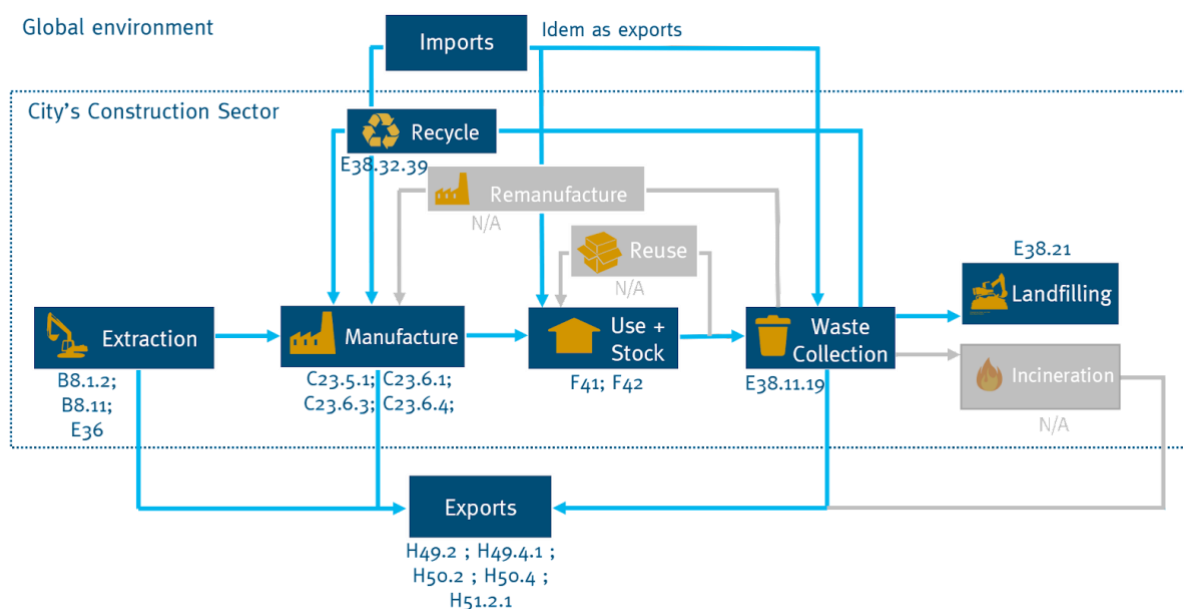 Global environment
Imports
Idem as exports
City's Construction Sector
Recycle
E38.32.39
Remanufacture
N/A
Reuse
N/A
E38.21
Landfilling
Extraction
Manufacture
Use +
Stock
Waste
Collection
Incineration
B8.1.2;
B8.11;
E36
C23.5.1; C23.6.1;
C23.6.3; C23.6.4;
F41; F42
E38.11.19
N/A
Exports
H49.2 ; H49.4.1 ;
H50.2 ; H50.4 ;
H51.2.1